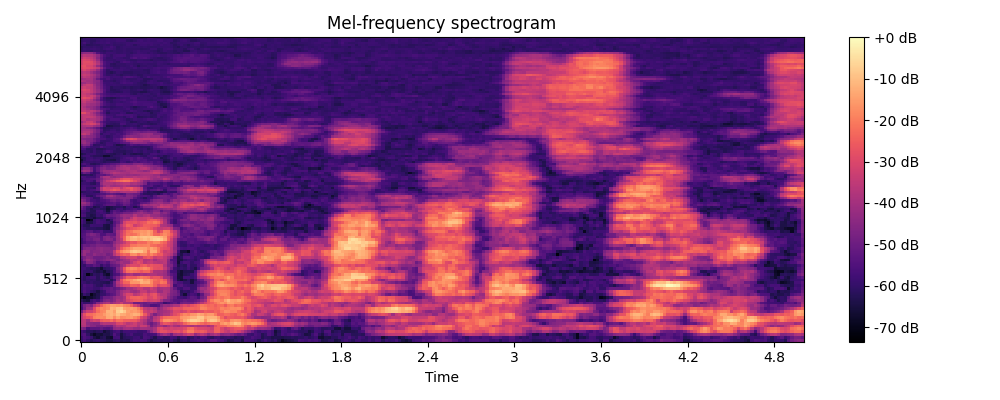 Mel-frequency spectrogram
+0 dB
-10 dB
-20 dB
-30 dB
-40 dB
-50 dB
-60 dB
-70 dB
Hz
4096
2048
1024
512
0
0 0.6 1.2 1.8 2.4 3 3.6 4.2 4.8
Time